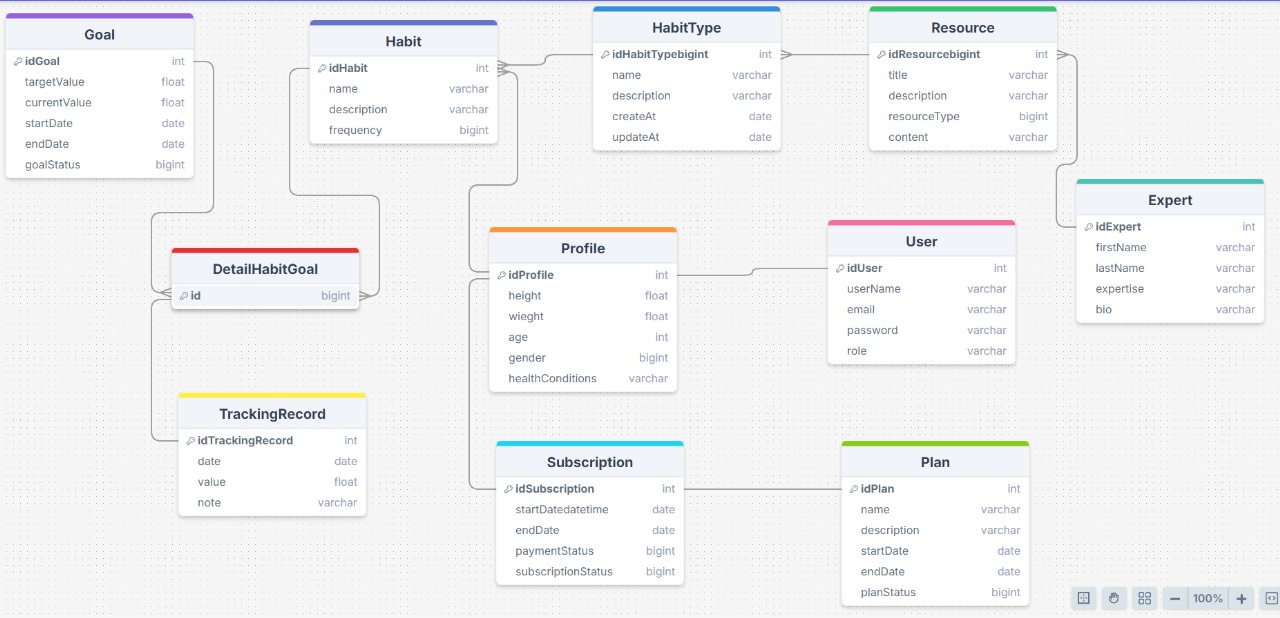 Goal
idGoal int
targetValue float
currentValue float
startDate date
endDate date
goalStatus bigint
Habit
idHabit int
name varchar
description varchar
frequency bigint
HabitType
idHabitTypebigint int
name varchar
description varchar
createAt date
updateAt date
Resource
idResourcebigint int
title varchar
description varchar
resourceType bigint
content varchar
Expert
idExpert int
firstName varchar
lastName varchar
expertise varchar
bio varchar
DetailHabitGoal
id bigint
Profile
idProfile int
height float
wieght float
age int
gender bigint
healthConditions varchar
User
idUser int
userName varchar
email varchar
password varchar
role varchar
TrackingRecord
idTrackingRecord int
date date
value float
note varchar
Subscription
idSubscription int
startDatedatetime date
endDate date
paymentStatus bigint
subscriptionStatus bigint
Plan
idPlan int
name varchar
description varchar
startDate date
endDate date
planStatus bigint
100%